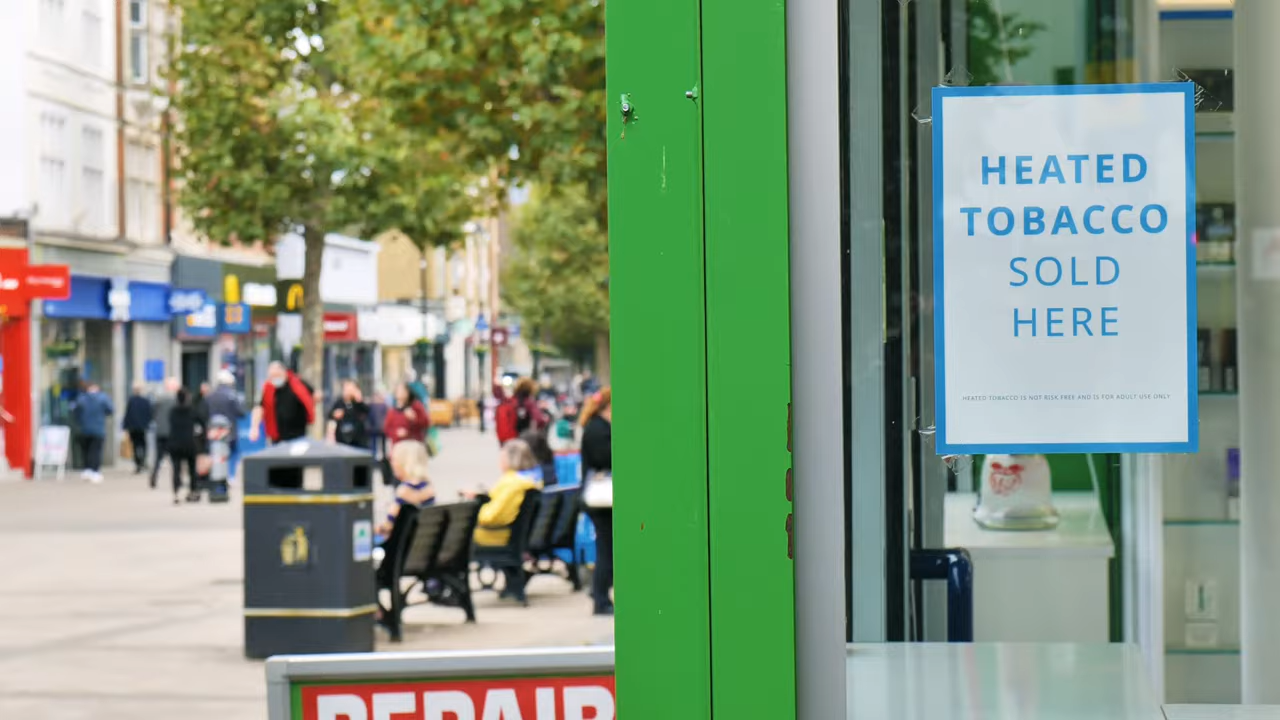 HEATED
TOBACCO
SOLD
HERE
HEATED TOBACCO IS NOT RISK FREE AND IS FOR ADULT USE ONLY
REPAIR